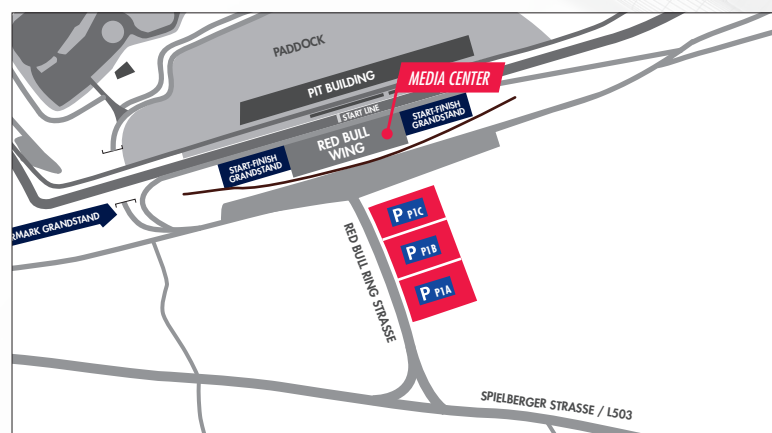 PADDOCK
PIT BUILDING
MEDIA CENTER
START LINE
START-FINISH
GRANDSTAND
RED BULL
WING
START-FINISH
GRANDSTAND
GRANDSTAND
P P1C
P P1B
P P1A
RED BULL RING STRASSE
SPIELBERGER STRASSE / L503